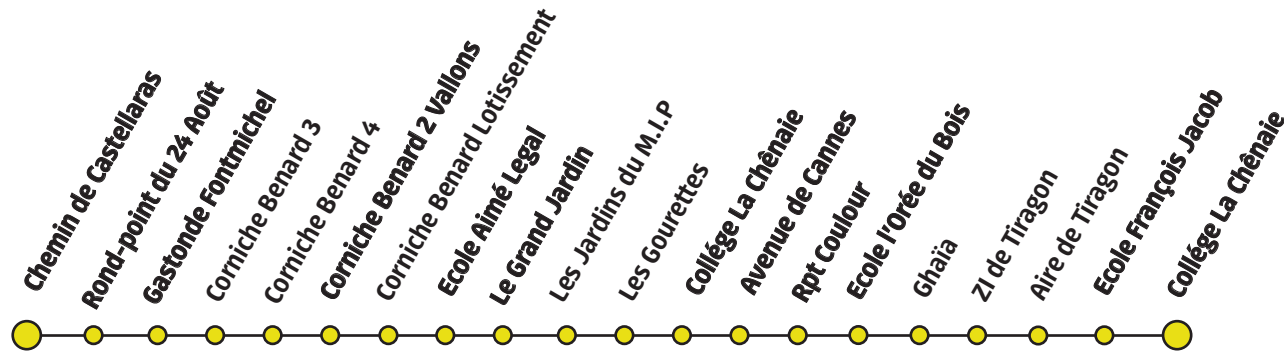 Chemin de Castellaras
Rond-point du 24 Août
Gastonde Fontmichel
Corniche Benard 3
Corniche Benard 4
Corniche Benard 2 Vallons
Corniche Benard Lotissement
Ecole Aimé Legal
Le Grand Jardin
Les Jardins du M.I.P
Les Gourettes
Collége La Chênaie
Avenue de Cannes
Rpt Coulour
Ecole l'Orée du Bois
Ghaïa
ZI de Tiragon
Aire de Tiragon
Ecole François Jacob
Collége La Chênaie